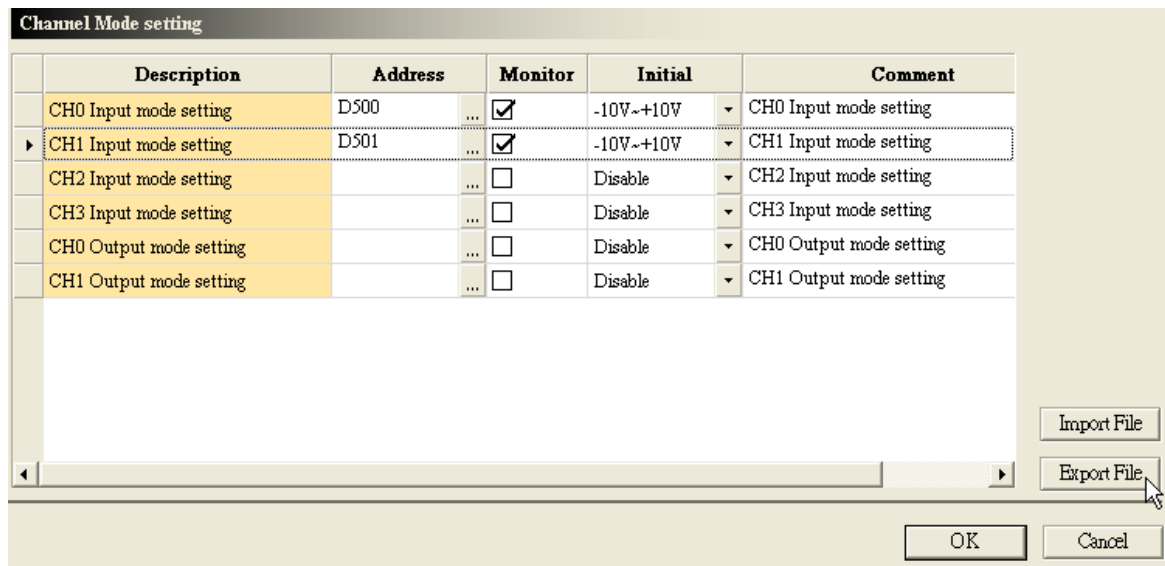 Channel Mode setting
Description Address Monitor Initial Comment
CH0 Input mode setting D500 ... -10V~+10V CH0 Input mode setting
CH1 Input mode setting D501 ... -10V~+10V CH1 Input mode setting
CH2 Input mode setting ... Disable CH2 Input mode setting
CH3 Input mode setting ... Disable CH3 Input mode setting
CH0 Output mode setting ... Disable CH0 Output mode setting
CH1 Output mode setting ... Disable CH1 Output mode setting
Import File
Export File
OK Cancel